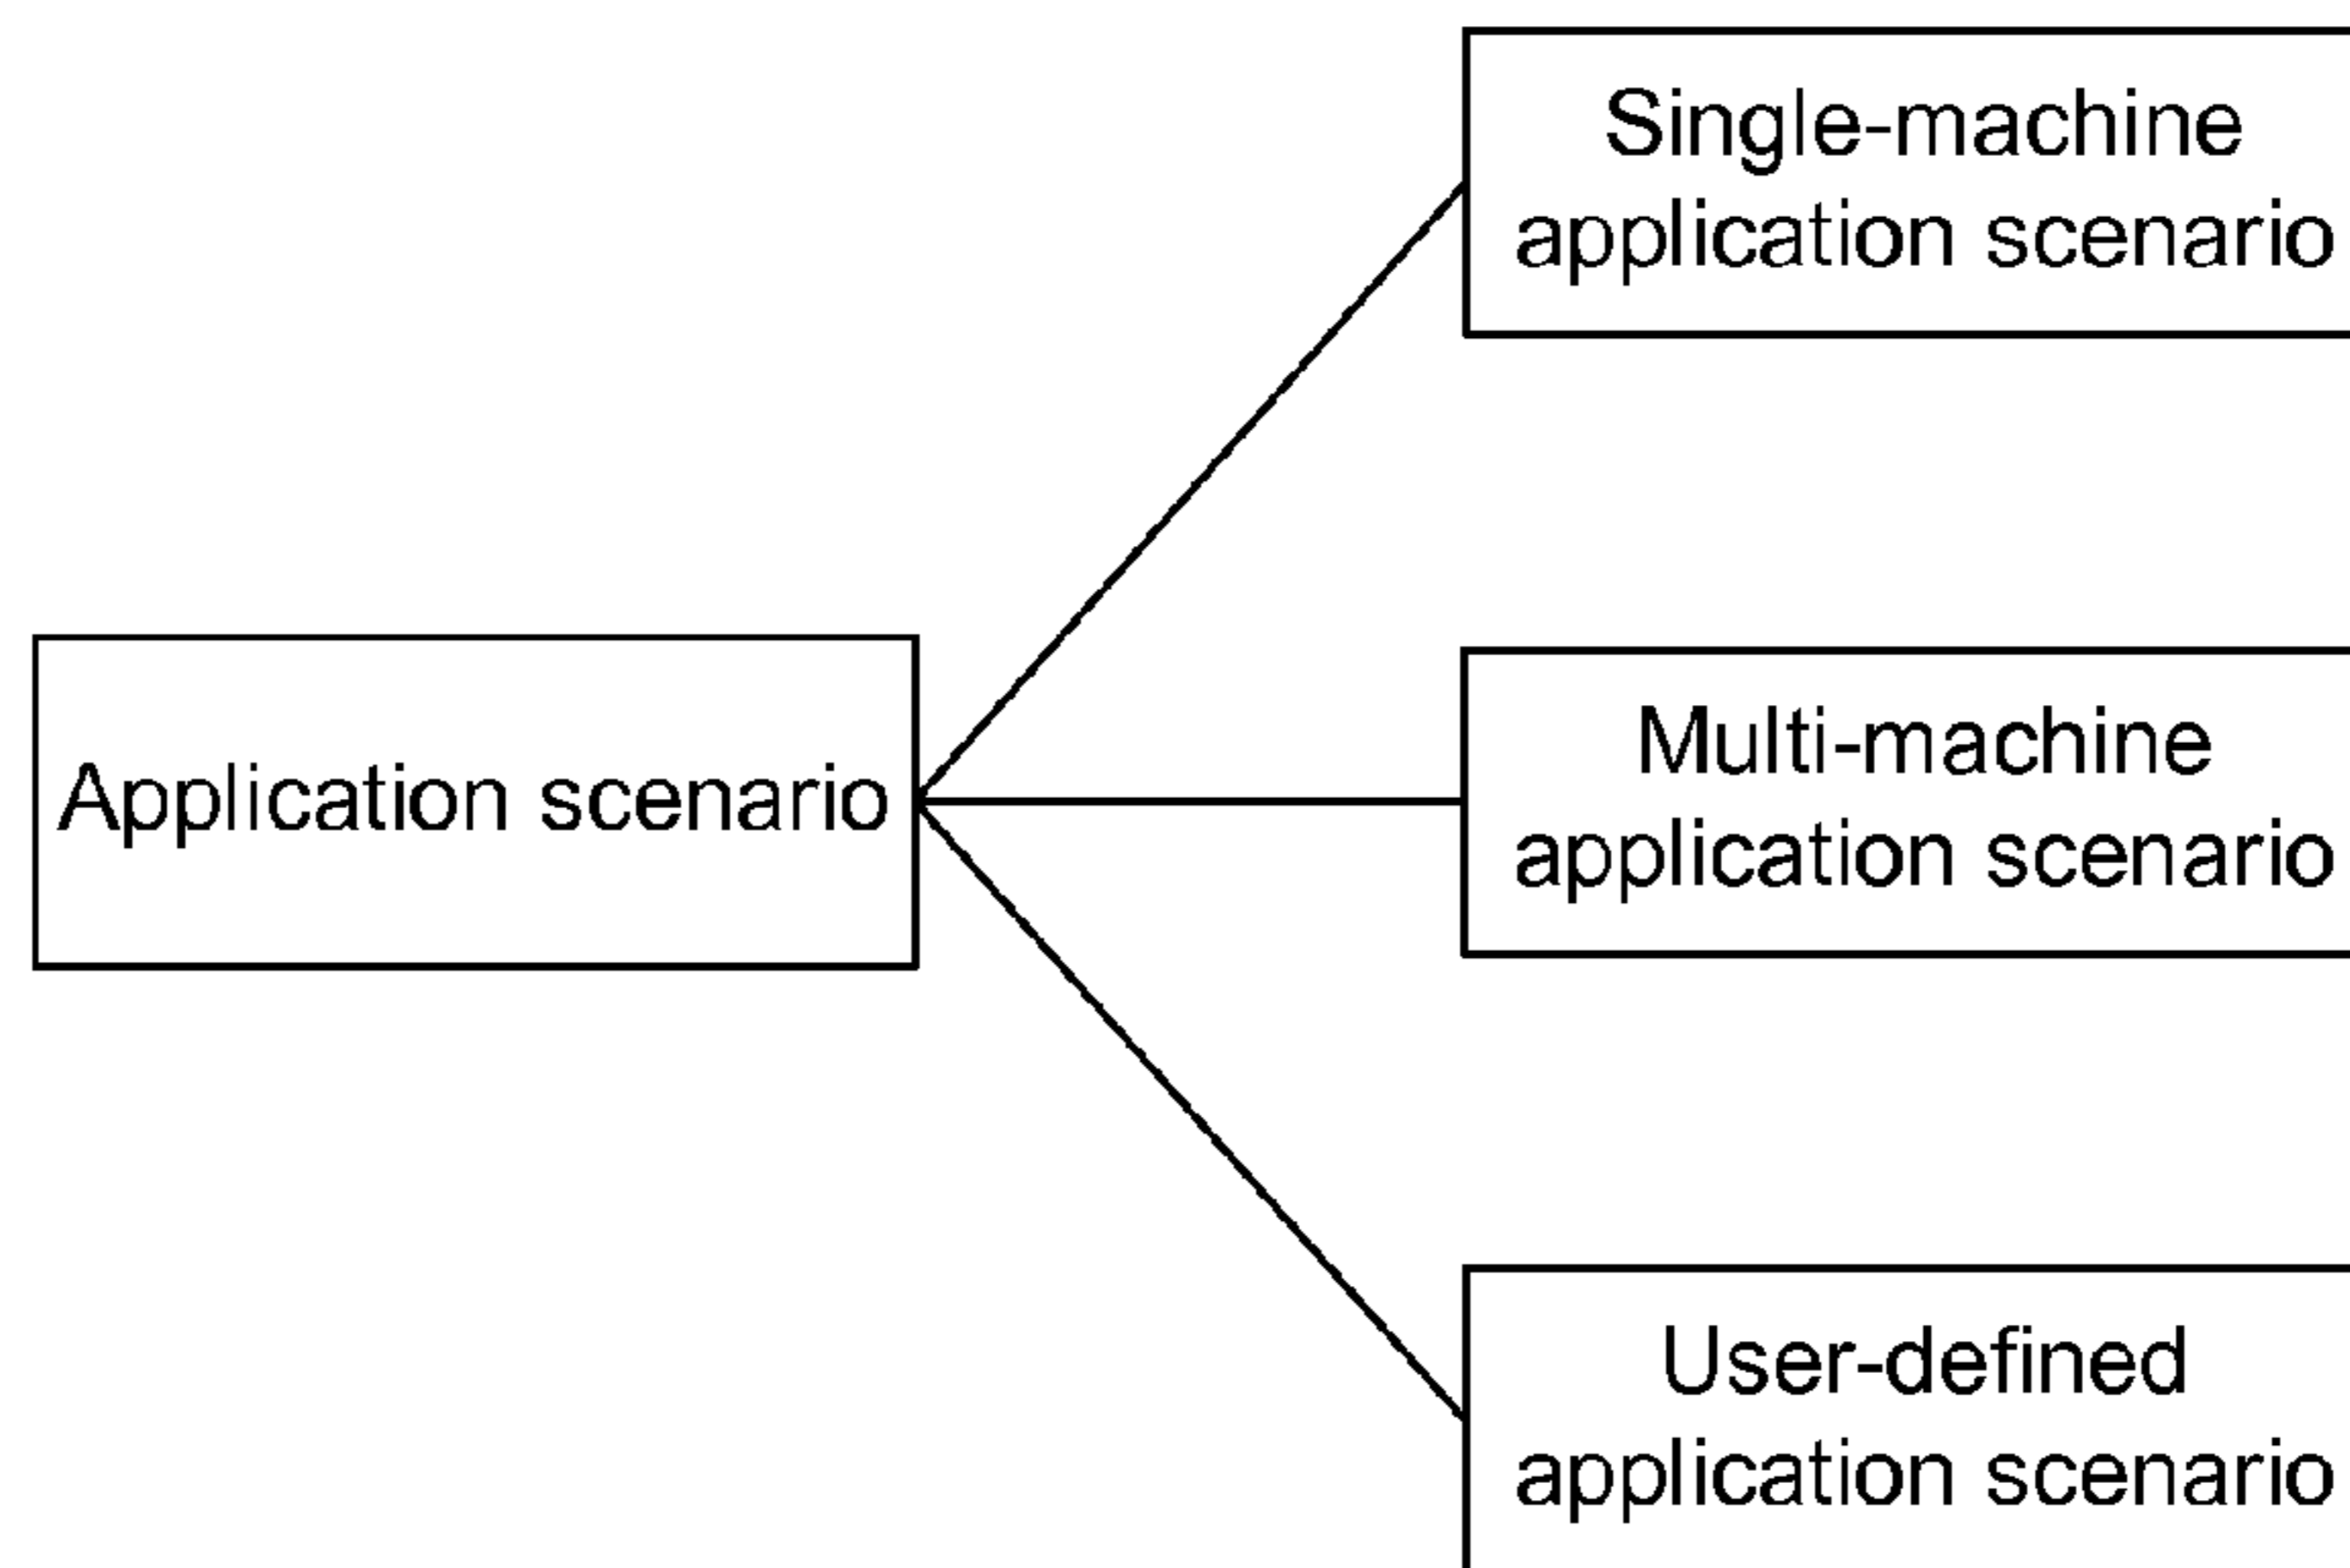 Single-machine
application scenario
Application scenario
Multi-machine
application scenario
User-defined
application scenario